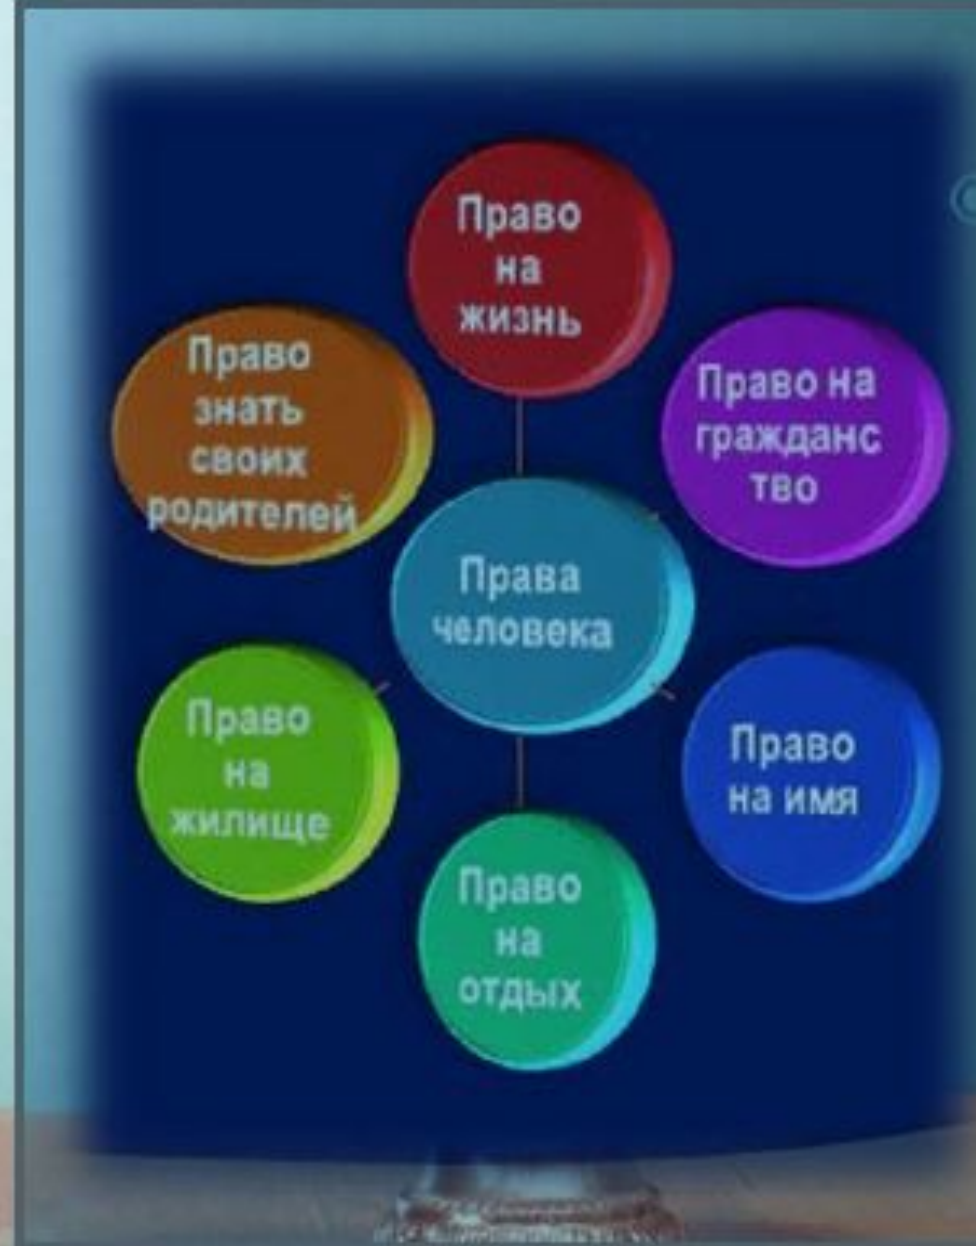 Право
на
жизнь
Право на
гражданс
тво
Право
на имя
Право
на
отдых
Право
на
жилище
Право
знать
своих
родителей
Права
человека